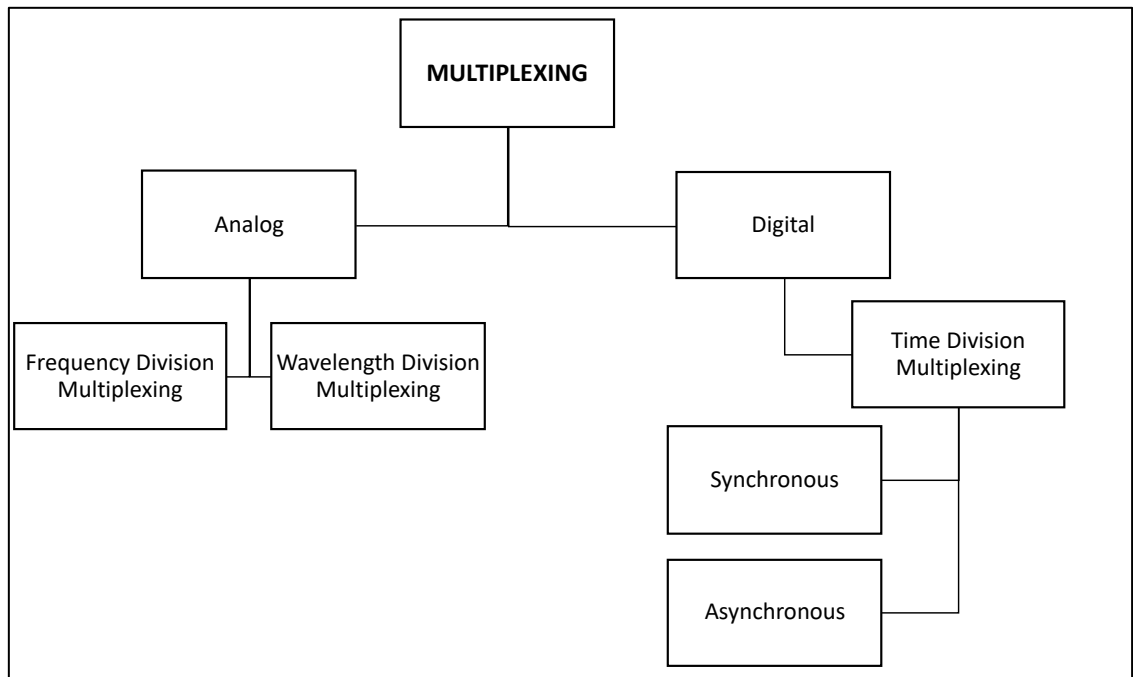 MULTIPLEXING
Analog
Digital
Frequency Division
Multiplexing
Wavelength Division
Multiplexing
Time Division
Multiplexing
Synchronous
Asynchronous